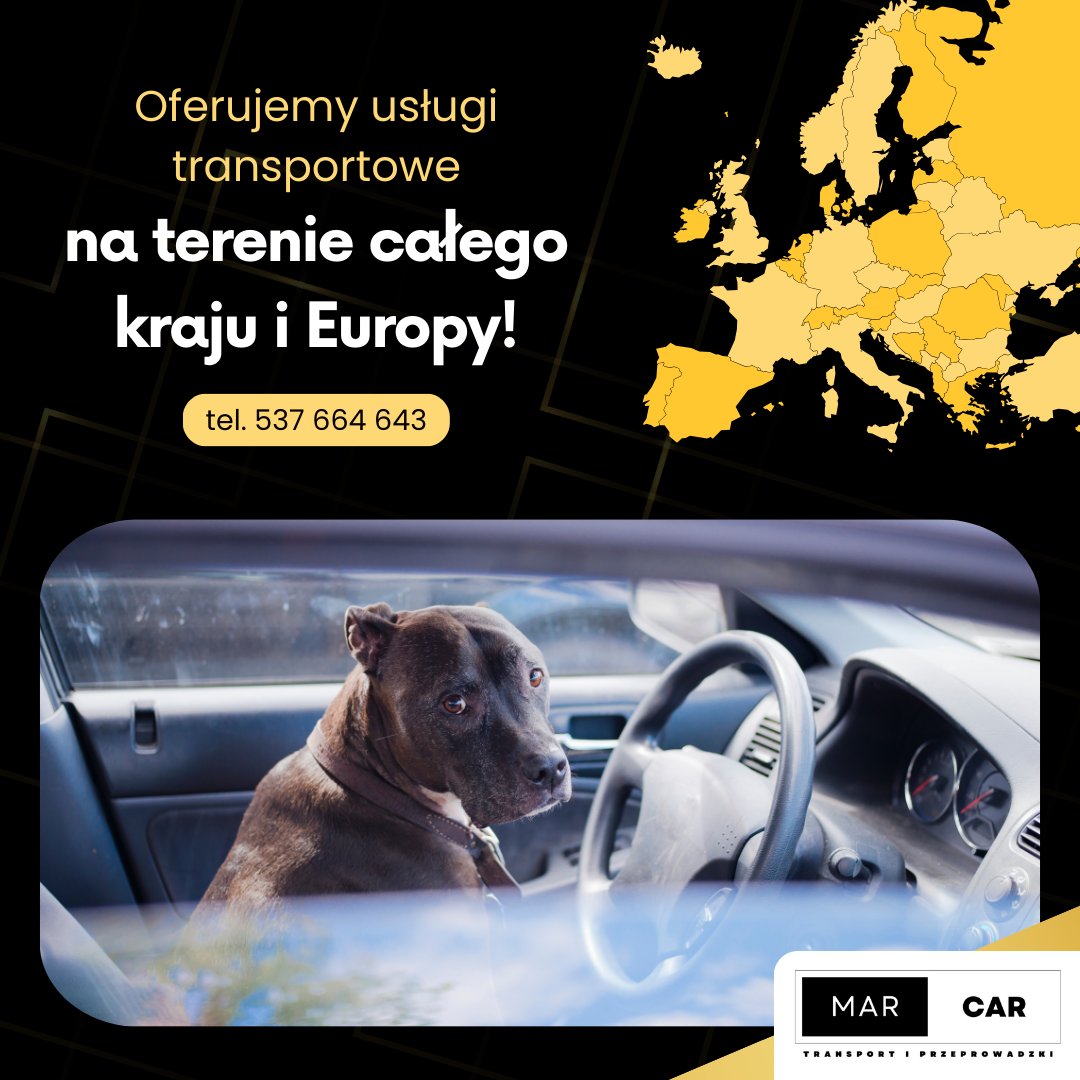 Oferujemy usługi
transportowe
na terenie całego
kraju i Europy!
tel. 537 664 643
MAR CAR
TRANSPORT I PRZEPROWADZKI